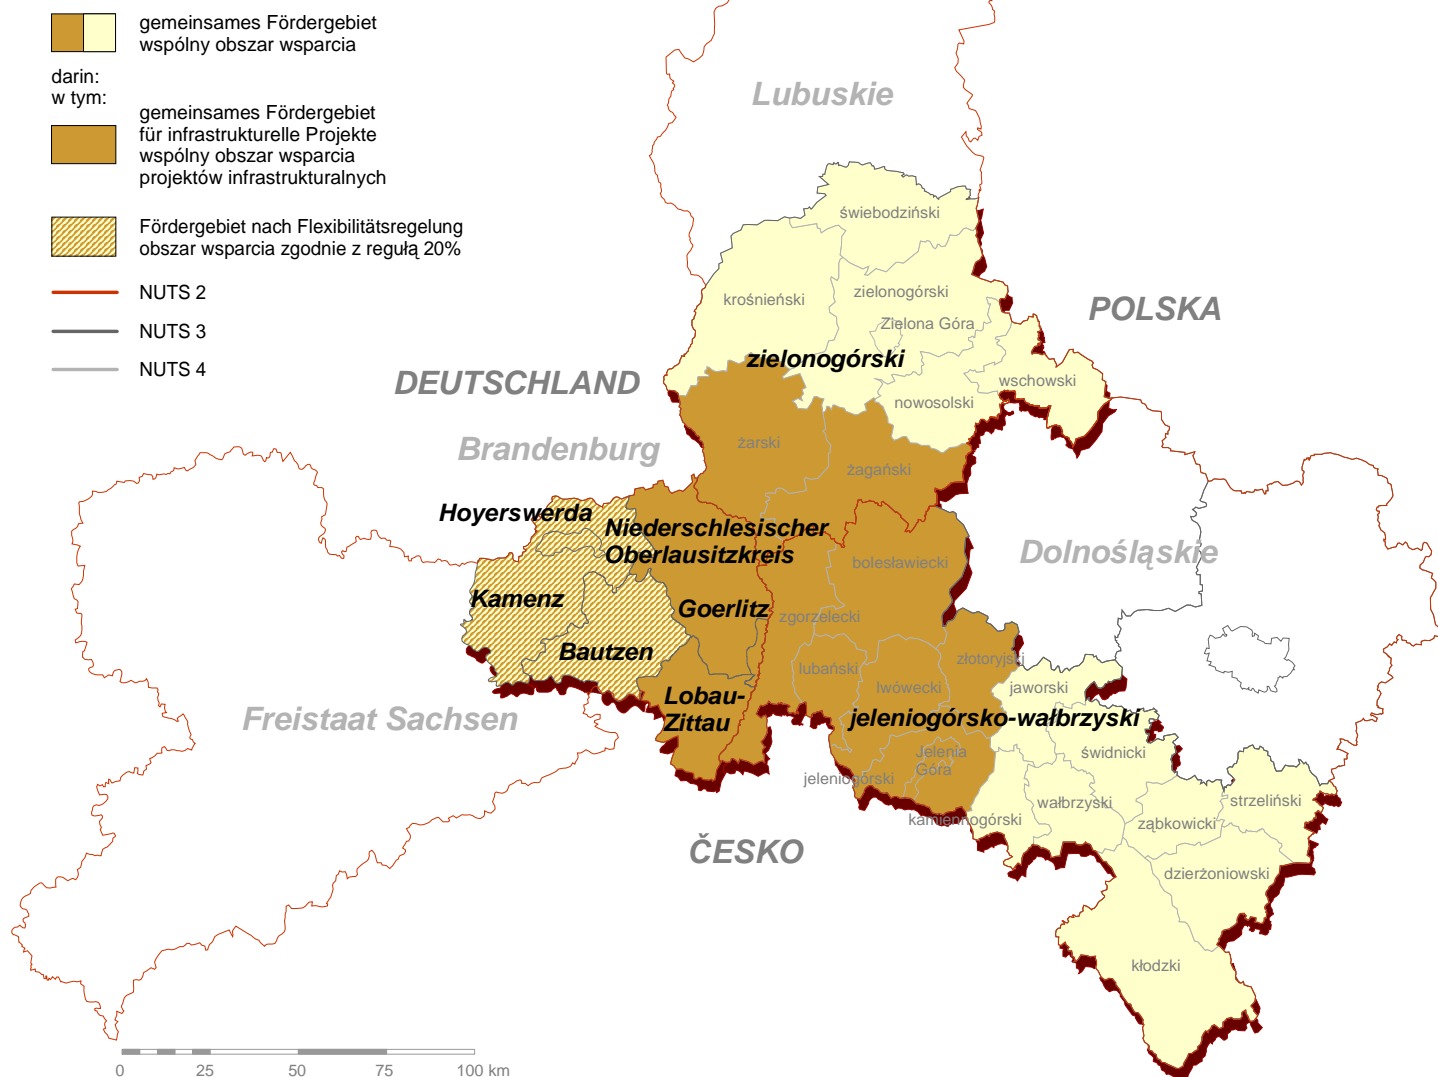 gemeinsames Fördergebiet
wspólny obszar wsparcia
darin:
w tym:
gemeinsames Fördergebiet
für infrastrukturelle Projekte
wspólny obszar wsparcia
projektów infrastrukturalnych
Fördergebiet nach Flexibilitätsregelung
obszar wsparcia zgodnie z regułą 20%
NUTS 2
NUTS 3
NUTS 4
Lubuskie
świebodziński
krośnieński
zielonogórski
Zielona Góra
POLSKA
zielonogórski
DEUTSCHLAND
wschowski
nowosolski
Brandenburg
żarski
żagański
Hoyerswerda
Niederschlesischer
Oberlausitzkreis
Dolnośląskie
bolesławiecki
Kamenz
Goerlitz
zgorzelecki
Bautzen
lubański
lwówecki
złotoryjski
jaworski
Lobau-
Zittau
Freistaat Sachsen
jeleniogórsko-wałbrzyski
Jelenia
Góra
świdnicki
jeleniogórski
wałbrzyski
strzeliński
kamiennogórski
ząbkowicki
ČESKO
dzierżoniowski
kłodzki
0 25 50 75 100 km